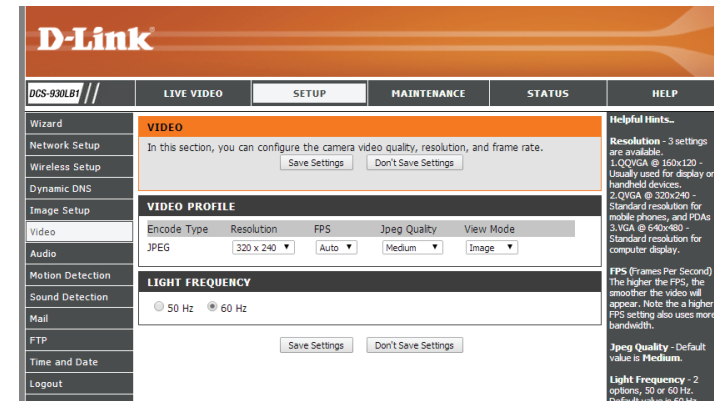 D-Link
DCS-930LB1 // LIVE VIDEO SETUP MAINTENANCE STATUS HELP
Wizard
Network Setup
Wireless Setup
Dynamic DNS
Image Setup
Video
Audio
Motion Detection
Sound Detection
Mail
FTP
Time and Date
Logout
VIDEO
In this section, you can configure the camera video quality, resolution, and frame rate.
Save Settings Don't Save Settings
VIDEO PROFILE
Encode Type Resolution FPS Jpeg Quality View Mode
JPEG 320 x 240 ▼ Auto ▼ Medium ▼ Image ▼
LIGHT FREQUENCY
50 Hz 60 Hz
Save Settings Don't Save Settings
Helpful Hints..
Resolution - 3 settings
are available.
1.QQVGA @ 160x120 -
Usually used for display or
handheld devices.
2.QVGA @ 320x240 -
Standard resolution for
mobile phones, and PDAs
3.VGA @ 640x480 -
Standard resolution for
computer display.
FPS (Frames Per Second)
The higher the FPS, the
smoother the video will
appear. Note the a higher
FPS setting also uses more
bandwidth.
Jpeg Quality - Default
value is Medium.
Light Frequency - 2
options, 50 or 60 Hz.
Default value is 60 Hz